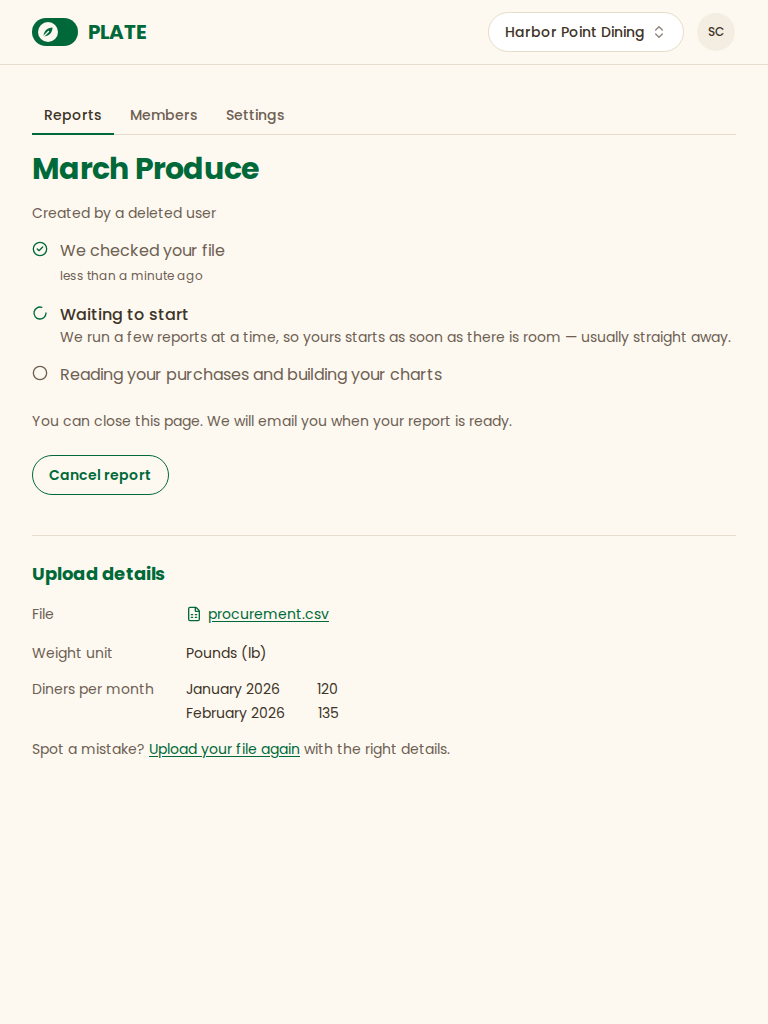 PLATE
Harbor Point Dining
SC
Reports
Members
Settings
March Produce
Created by a deleted user
We checked your file
less than a minute ago
Waiting to start
We run a few reports at a time, so yours starts as soon as there is room — usually straight away.
Reading your purchases and building your charts
You can close this page. We will email you when your report is ready.
Cancel report
Upload details
File procurement.csv
Weight unit Pounds (lb)
Diners per month January 2026 120
February 2026 135
Spot a mistake? Upload your file again with the right details.